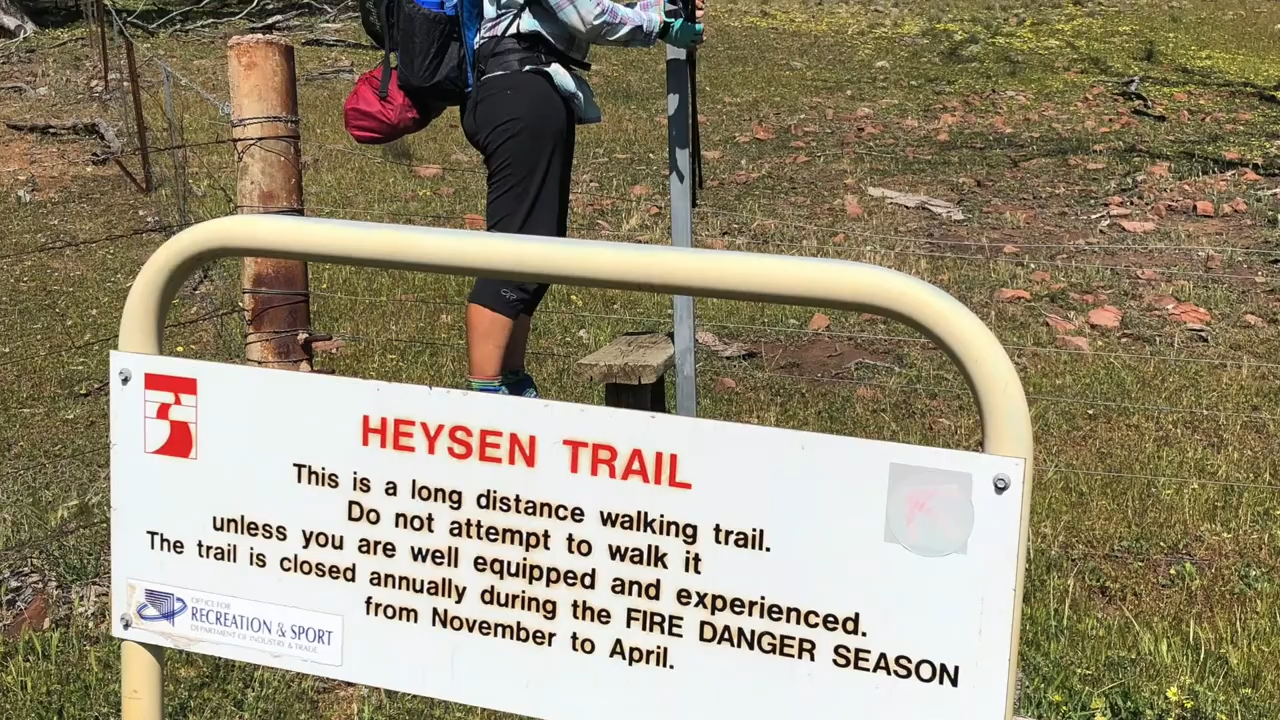 HEYSEN TRAIL
This is a long distance walking trail.
Do not attempt to walk it
unless you are well equipped and experienced.
The trail is closed annually during the FIRE DANGER SEASON
from November to April.
OFFICE FOR
RECREATION & SPORT
DEPARTMENT OF INDUSTRY & TRADE
OR